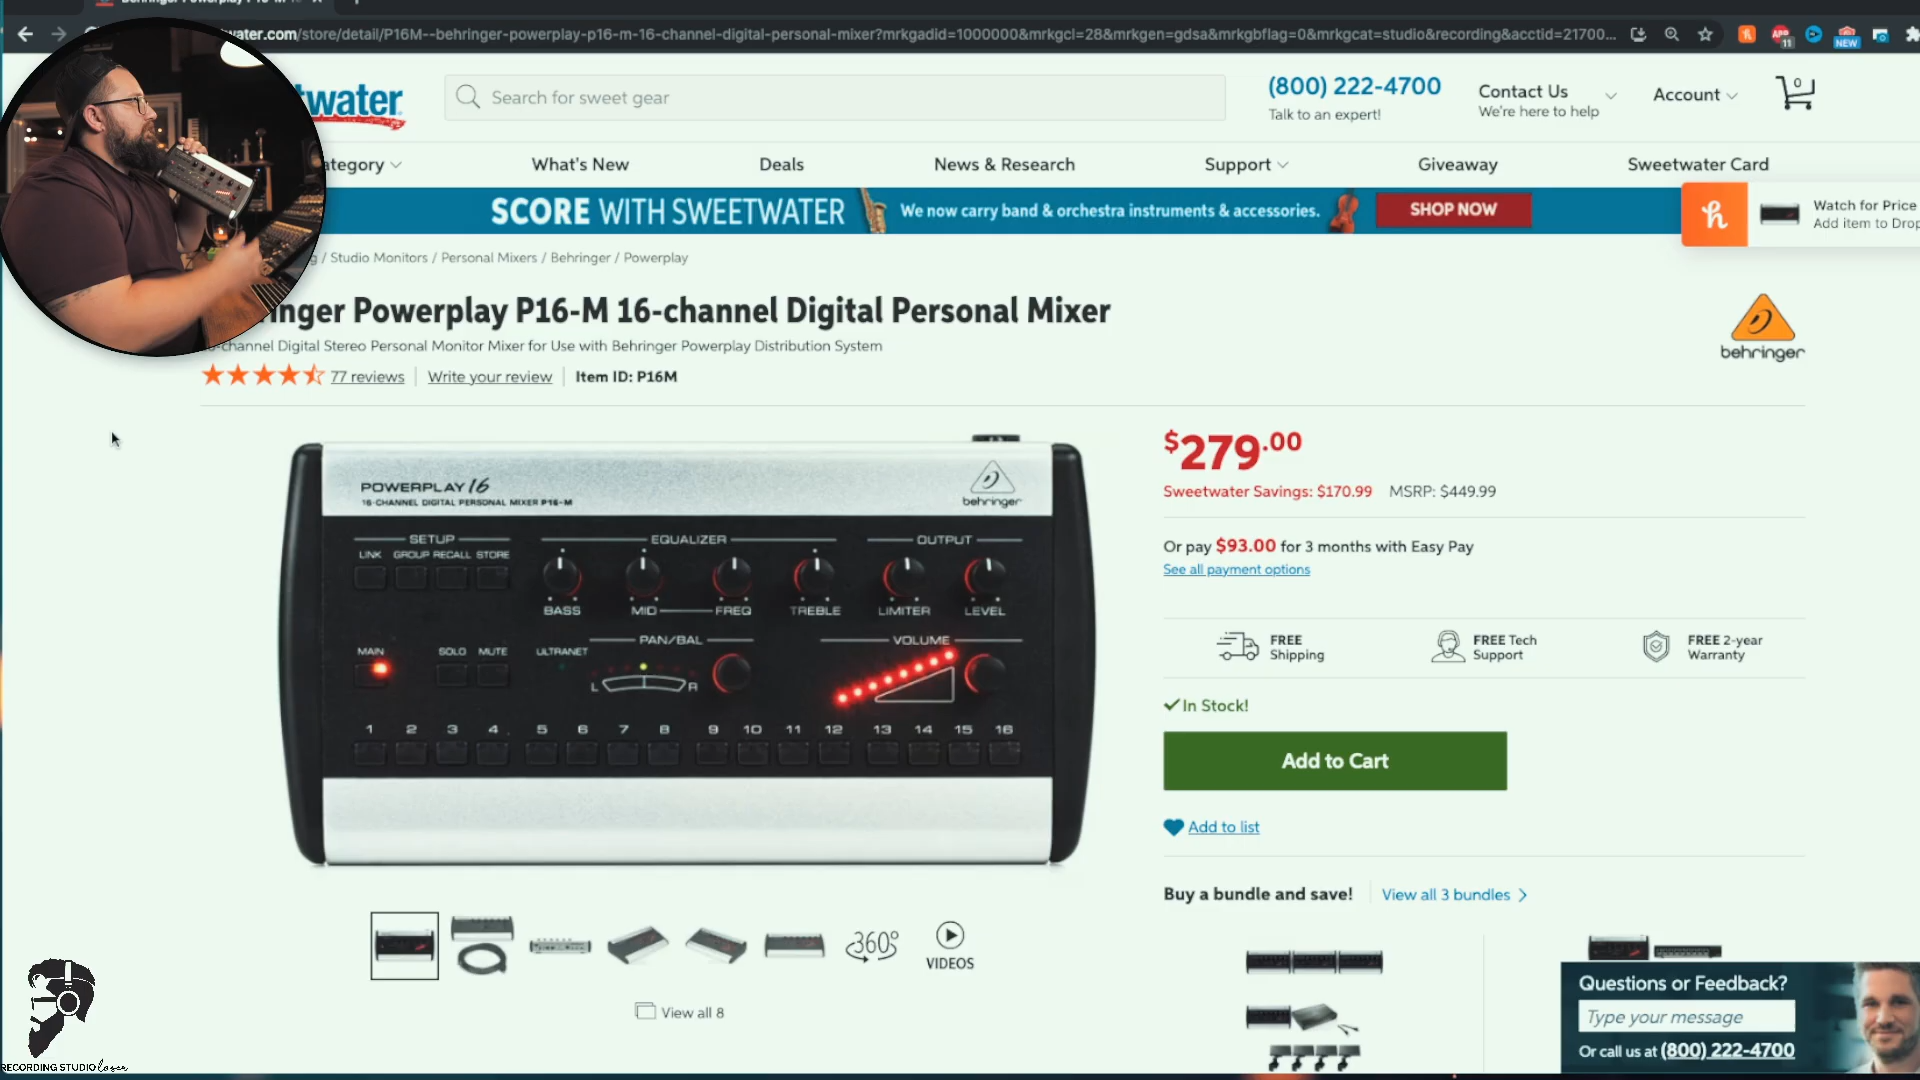 water.com/store/detail/P16M--behringer-powerplay-p16-m-16-channel-digital-personal-mixer?mrkgadid=1000000&mrkgcl=28&mrkgen=gdsa&mrkgbflag=0&mrkgcat=studio&recording&acctid=21700...
11
NEW
twater
Search for sweet gear
(800) 222-4700
Talk to an expert!
Contact Us
We're here to help
Account
0
ategory
What's New
Deals
News & Research
Support
Giveaway
Sweetwater Card
SCORE WITH SWEETWATER
We now carry band & orchestra instruments & accessories.
SHOP NOW
h
Watch for Price
Add item to Drop
g / Studio Monitors / Personal Mixers / Behringer / Powerplay
inger Powerplay P16-M 16-channel Digital Personal Mixer
-channel Digital Stereo Personal Monitor Mixer for Use with Behringer Powerplay Distribution System
77 reviews
Write your review
Item ID: P16M
behringer
POWERPLAY 16
16-CHANNEL DIGITAL PERSONAL MIXER P16-M
behringer
SETUP
EQUALIZER
OUTPUT
LINK GROUP RECALL STORE
BASS MID FREQ TREBLE LIMITER LEVEL
PAN/BAL
VOLUME
MAIN SOLO MUTE ULTRANET
L R
1 2 3 4 5 6 7 8 9 10 11 12 13 14 15 16
$279.00
Sweetwater Savings: $170.99 MSRP: $449.99
Or pay $93.00 for 3 months with Easy Pay
See all payment options
FREE
Shipping
FREE Tech
Support
FREE 2-year
Warranty
In Stock!
Add to Cart
Add to list
Buy a bundle and save!
View all 3 bundles
360°
VIDEOS
View all 8
Questions or Feedback?
Type your message
Or call us at (800) 222-4700
RECORDING STUDIO loser